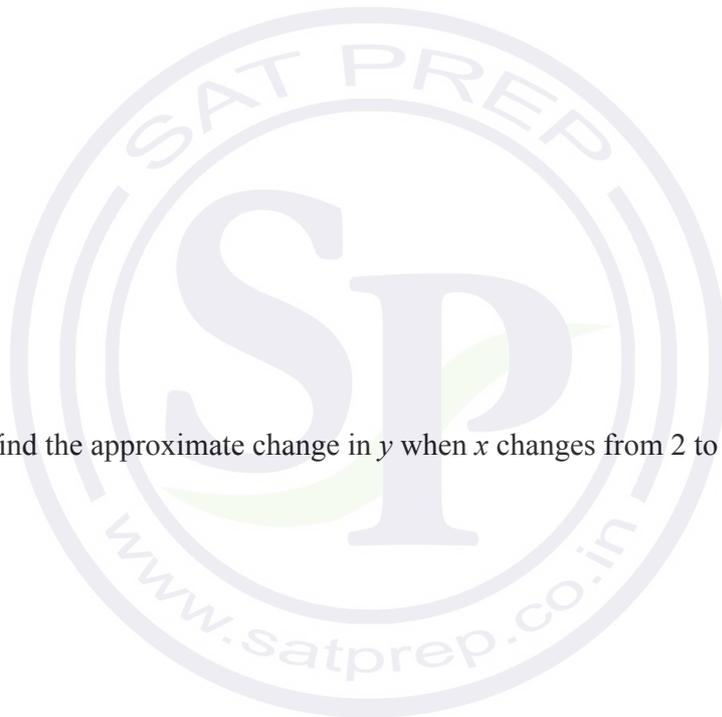 SAT PREP
SP
ind the approximate change in y when x changes from 2 to
www.satprep.co.in